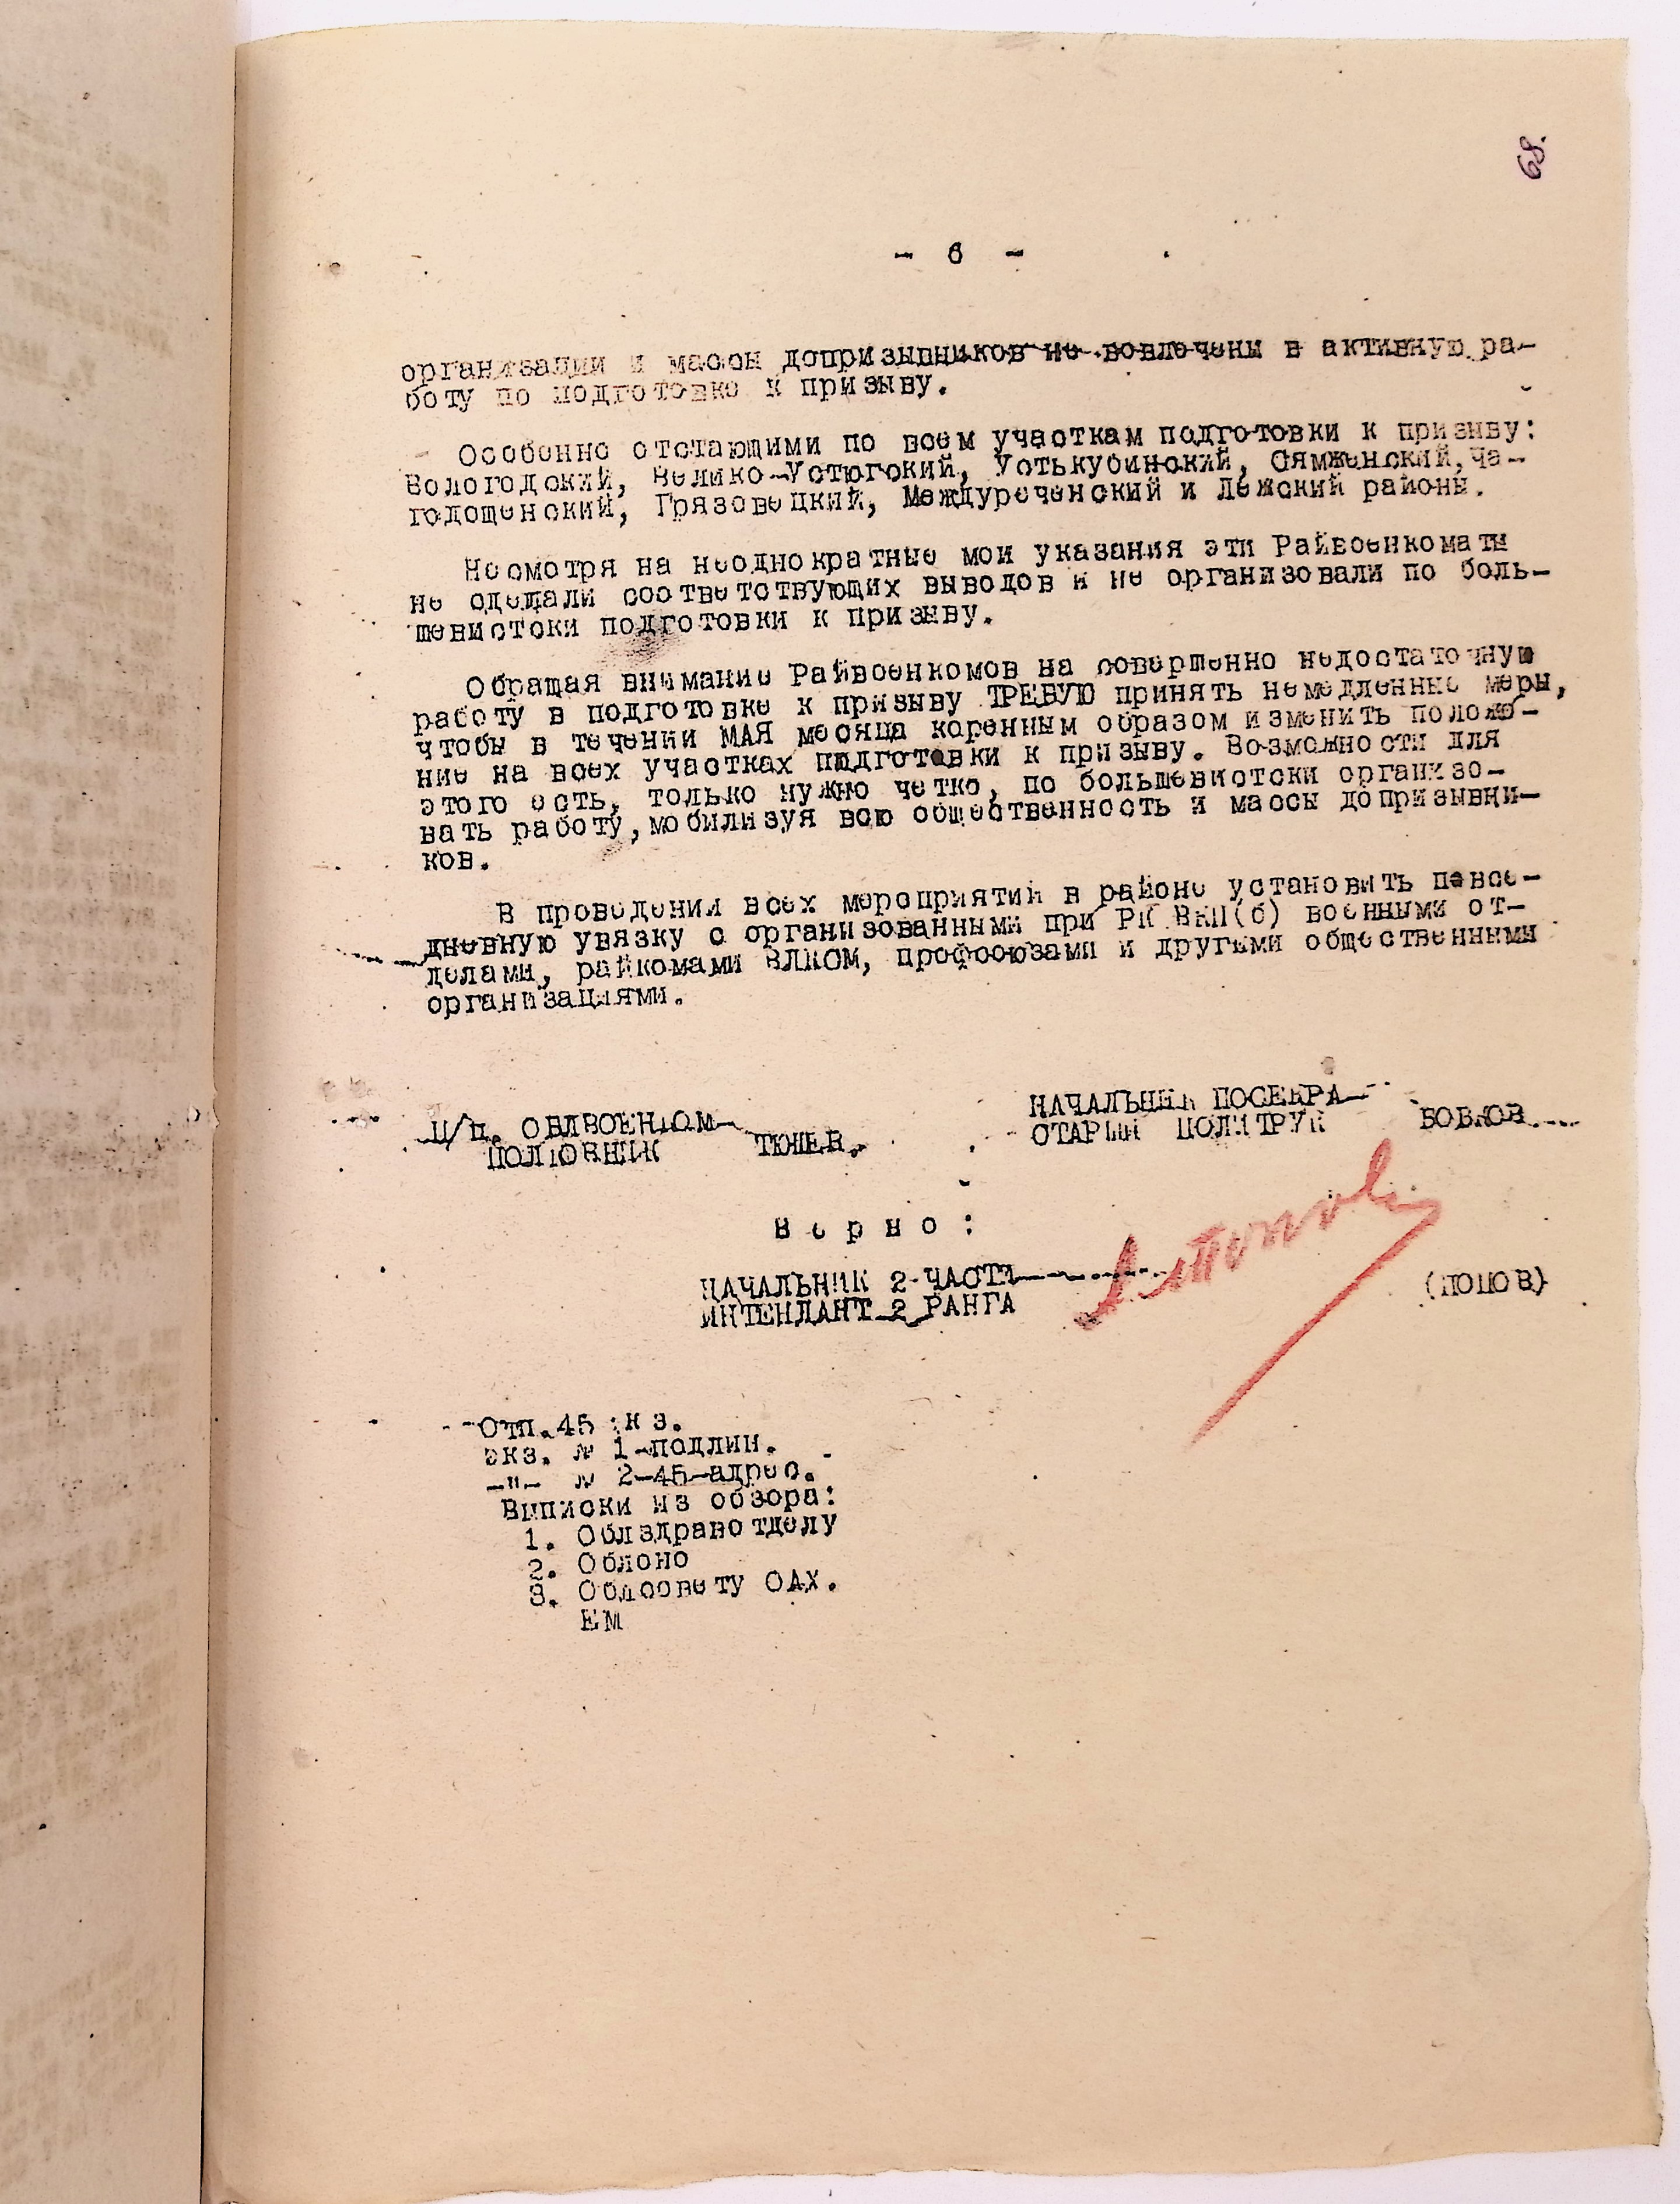 68.
- 6 -
организации и массы допризывников не вовлечены в активную ра-
боту по подготовке к призыву.
Особенно отстающими по всем участкам подготовки к призыву:
Вологодский, Велико-Устюгский, Устькубинский, Сямженский, Ча-
годощенский, Грязовецкий, Междуреченский и Лежский районы.
Несмотря на неоднократные мои указания эти Райвоенкоматы
не сделали соответствующих выводов и не организовали по боль-
шевистски подготовки к призыву.
Обращая внимание Райвоенкомов на совершенно недостаточную
работу в подготовке к призыву ТРЕБУЮ принять немедленные меры,
чтобы в течении МАЯ месяца коренным образом изменить положе-
ние на всех участках подготовки к призыву. Возможности для
этого есть, только нужно четко, по большевистски организо-
вать работу, мобилизуя всю общественность и массы допризывни-
ков.
В проведении всех мероприятий в районе установить повсе-
дневную увязку с организованными при РК ВКП(б) военными от-
делами, райкомами ВЛКСМ, профсоюзами и другими общественными
организациями.
П/п. ОБЛВОЕНКОМ НАЧАЛЬНИК ПОСЕКРА
ПОЛКОВНИК ТЮНЕВ. СТАРШИЙ ПОЛИТРУК БОБКОВ
Верно:
НАЧАЛЬНИК 2 ЧАСТИ
ИНТЕНДАНТ 2 РАНГА (ПОПОВ)
Отп. 45 экз.
экз. № 1-подлин.
-"- № 2-45-адрес.
Выписки из обзора:
1. Облздравотделу
2. Облоно
3. Облсовету ОАХ.
ЕМ